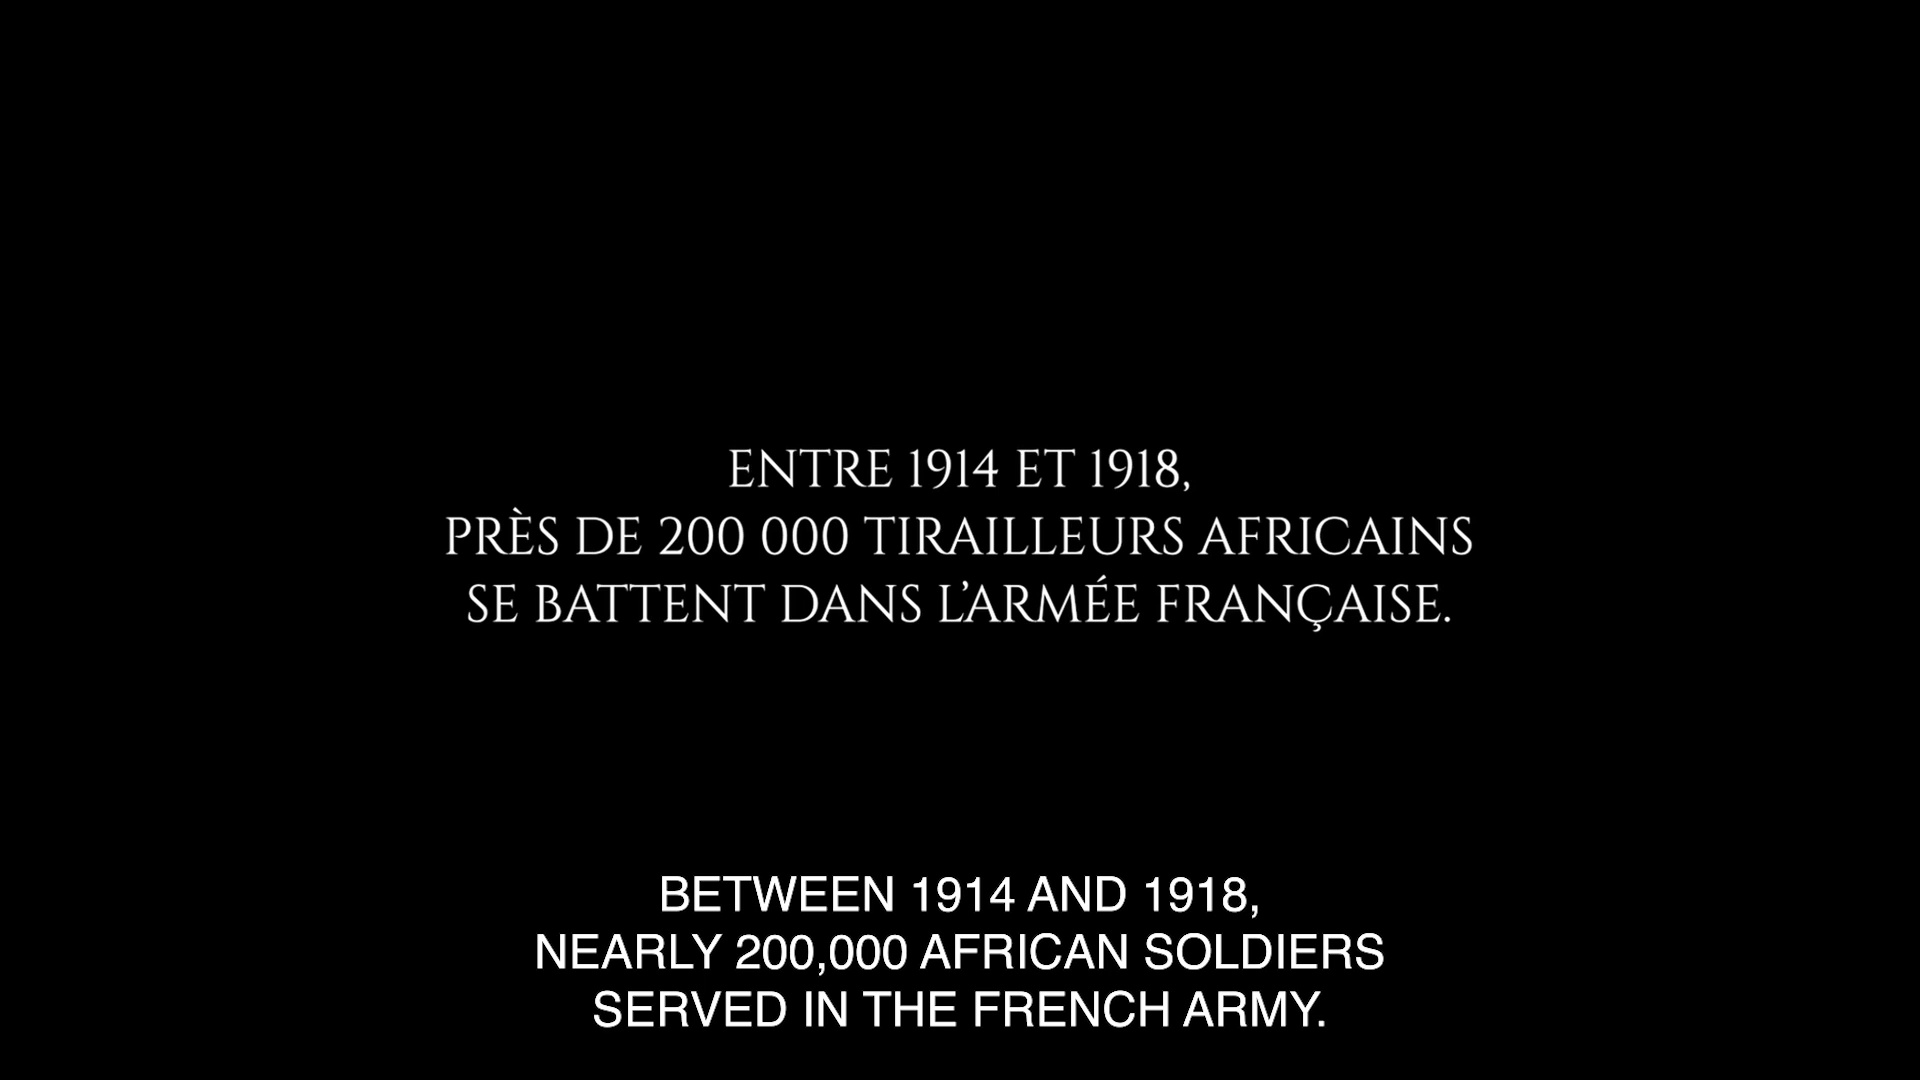 ENTRE 1914 ET 1918,
PRÈS DE 200 000 TIRAILLEURS AFRICAINS
SE BATTENT DANS L’ARMÉE FRANÇAISE.
BETWEEN 1914 AND 1918,
NEARLY 200,000 AFRICAN SOLDIERS
SERVED IN THE FRENCH ARMY.